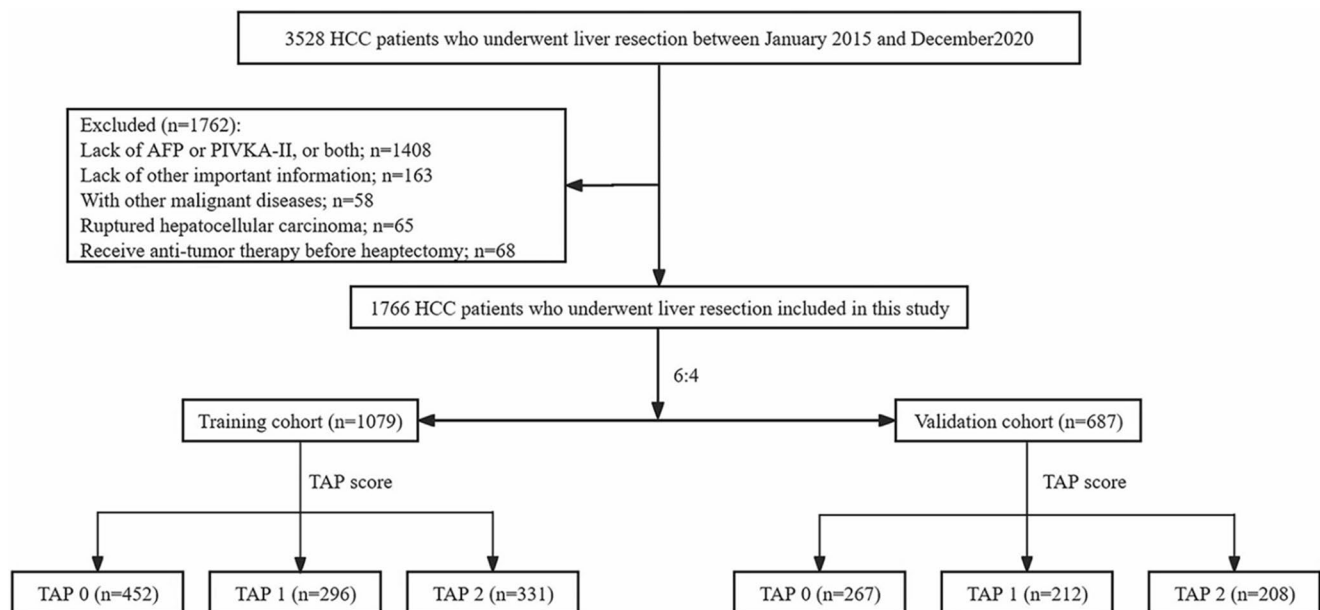 3528 HCC patients who underwent liver resection between January 2015 and December2020
Excluded (n=1762):
Lack of AFP or PIVKA-II, or both; n=1408
Lack of other important information; n=163
With other malignant diseases; n=58
Ruptured hepatocellular carcinoma; n=65
Receive anti-tumor therapy before heaptectomy; n=68
1766 HCC patients who underwent liver resection included in this study
6:4
Training cohort (n=1079)
Validation cohort (n=687)
TAP score
TAP score
TAP 0 (n=452)
TAP 1 (n=296)
TAP 2 (n=331)
TAP 0 (n=267)
TAP 1 (n=212)
TAP 2 (n=208)